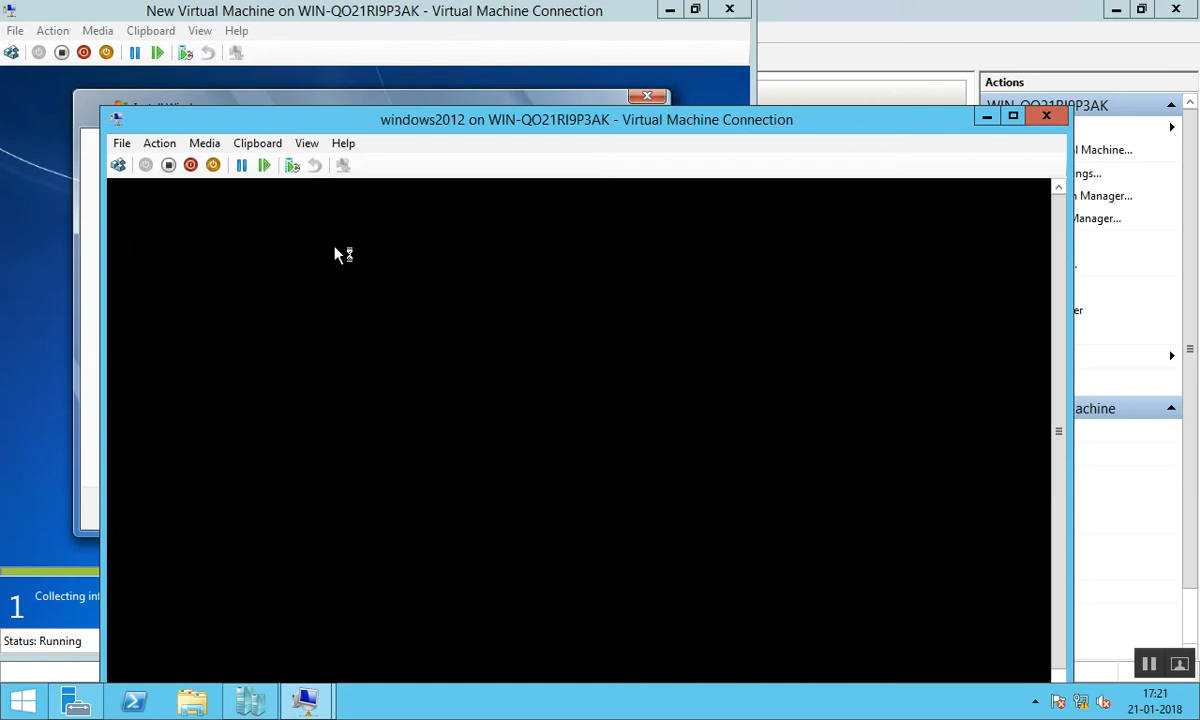 New Virtual Machine on WIN-QO21RI9P3AK - Virtual Machine Connection
File Action Media Clipboard View Help
Actions
WIN-QO21RI9P3AK
windows2012 on WIN-QO21RI9P3AK - Virtual Machine Connection
File Action Media Clipboard View Help
l Machine...
ngs...
n Manager...
Manager...
er
achine
1 Collecting inf
Status: Running
17:21
21-01-2018